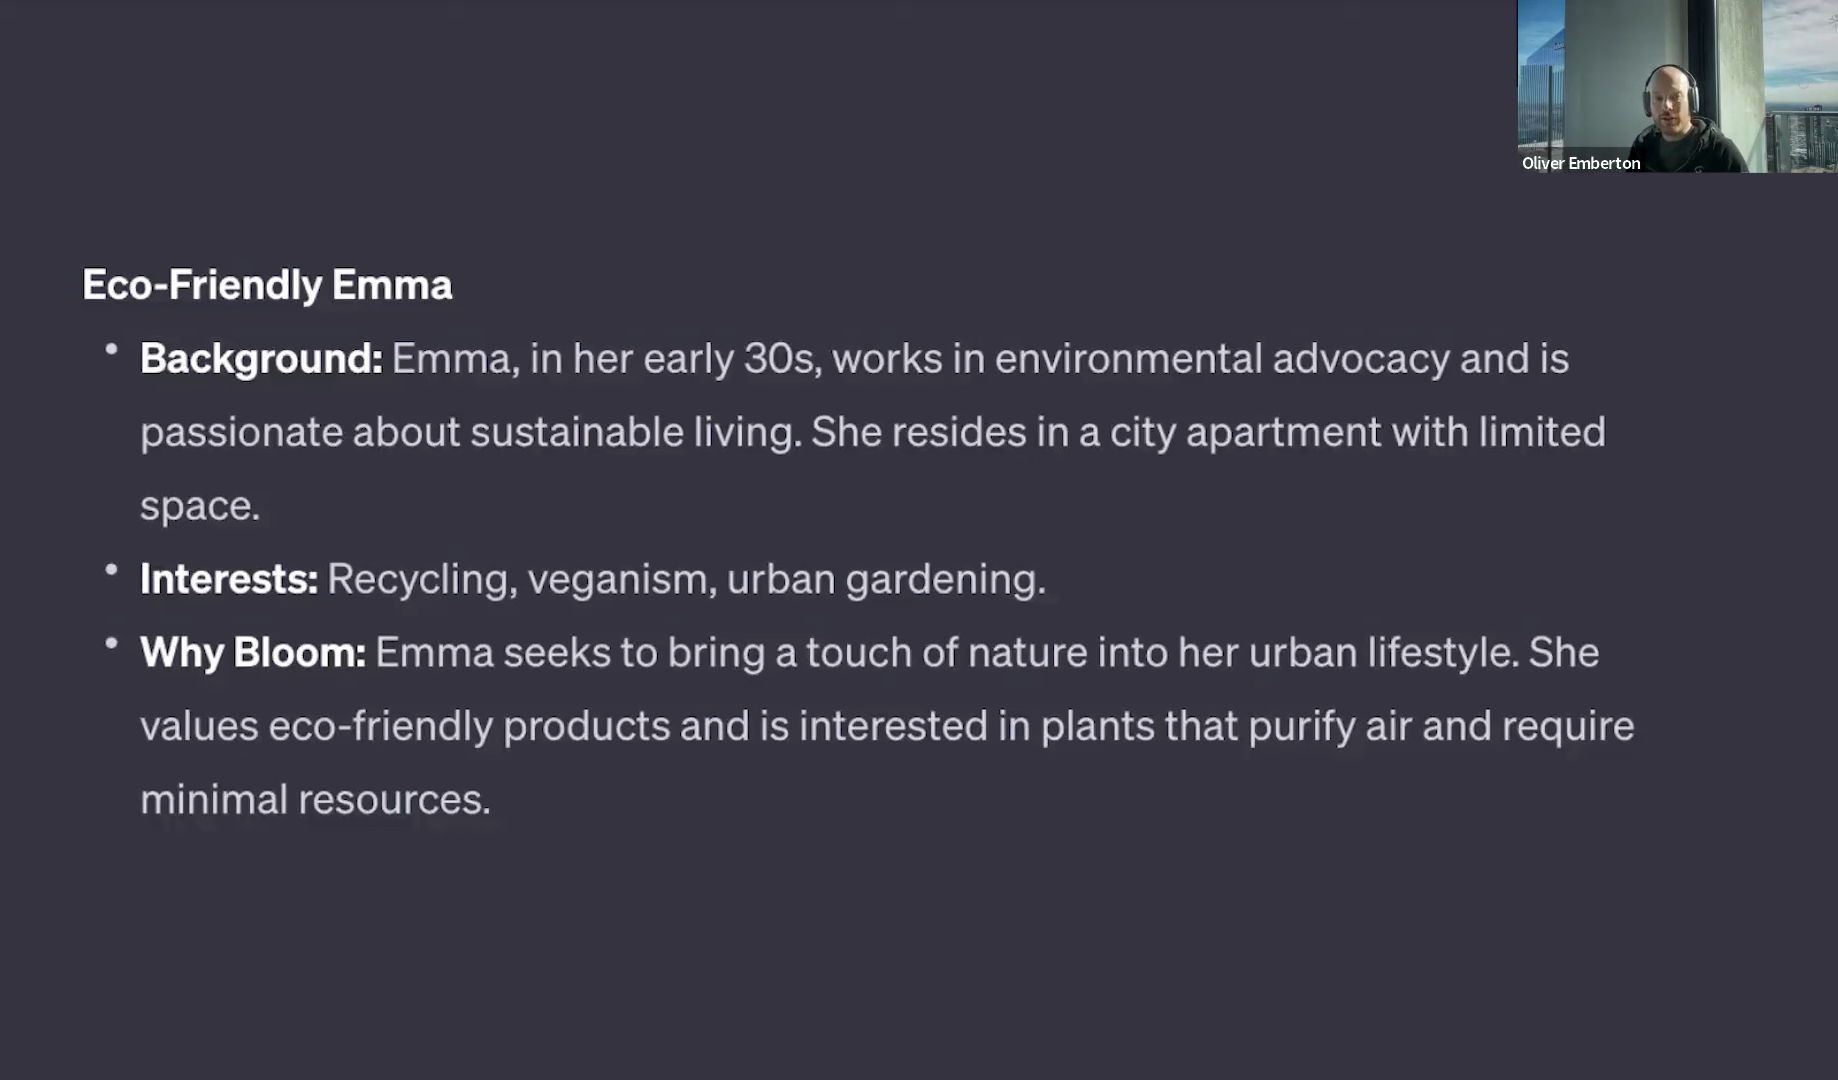 Oliver Emberton
Eco-Friendly Emma
• Background: Emma, in her early 30s, works in environmental advocacy and is
passionate about sustainable living. She resides in a city apartment with limited
space.
• Interests: Recycling, veganism, urban gardening.
• Why Bloom: Emma seeks to bring a touch of nature into her urban lifestyle. She
values eco-friendly products and is interested in plants that purify air and require
minimal resources.